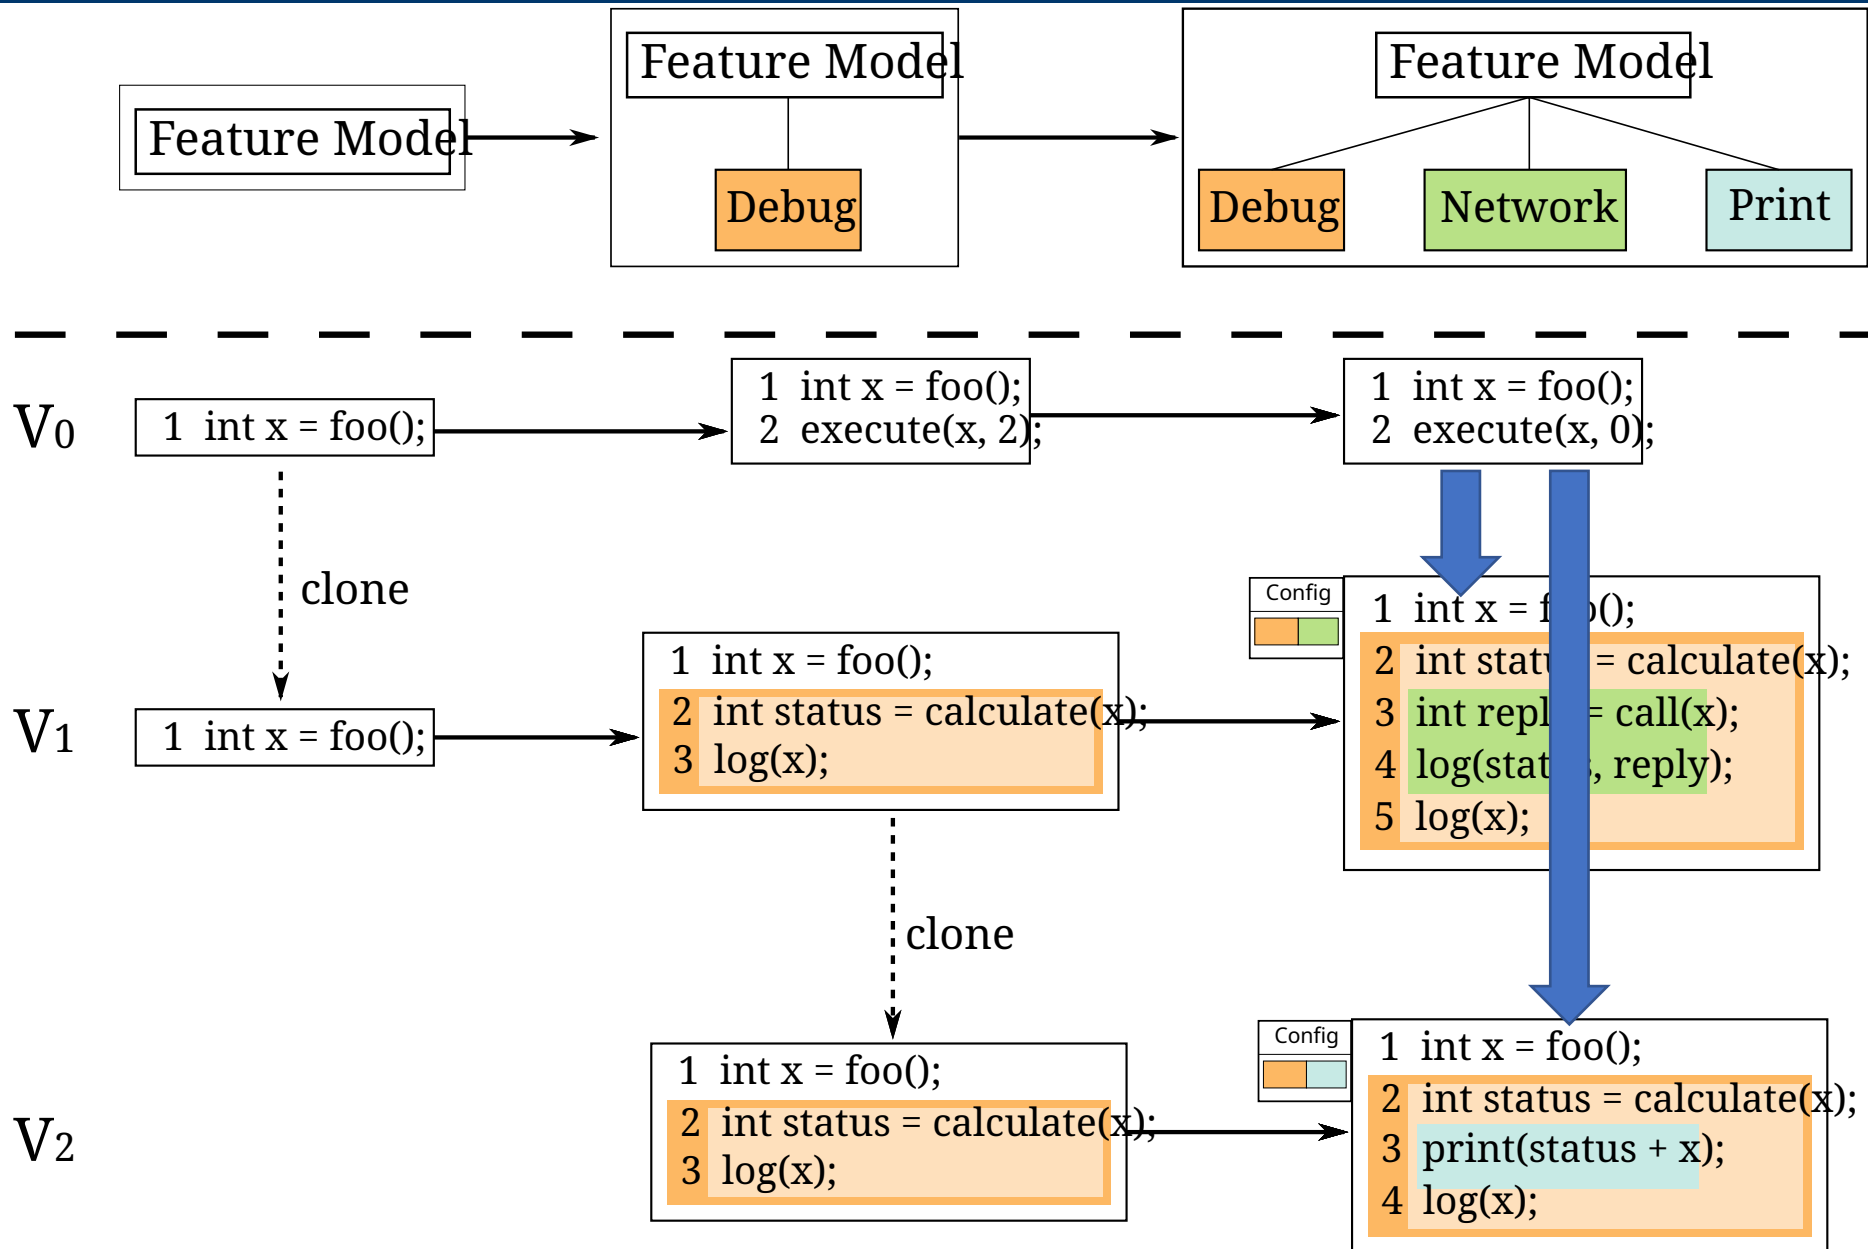 Feature Model
Feature Model
Debug
Feature Model
Debug
Network
Print
V0
1 int x = foo();
1 int x = foo();
2 execute(x, 2);
1 int x = foo();
2 execute(x, 0);
clone
V1
1 int x = foo();
1 int x = foo();
2 int status = calculate(x);
3 log(x);
Config
1 int x = foo();
2 int status = calculate(x);
3 int reply = call(x);
4 log(status, reply);
5 log(x);
clone
V2
1 int x = foo();
2 int status = calculate(x);
3 log(x);
Config
1 int x = foo();
2 int status = calculate(x);
3 print(status + x);
4 log(x);